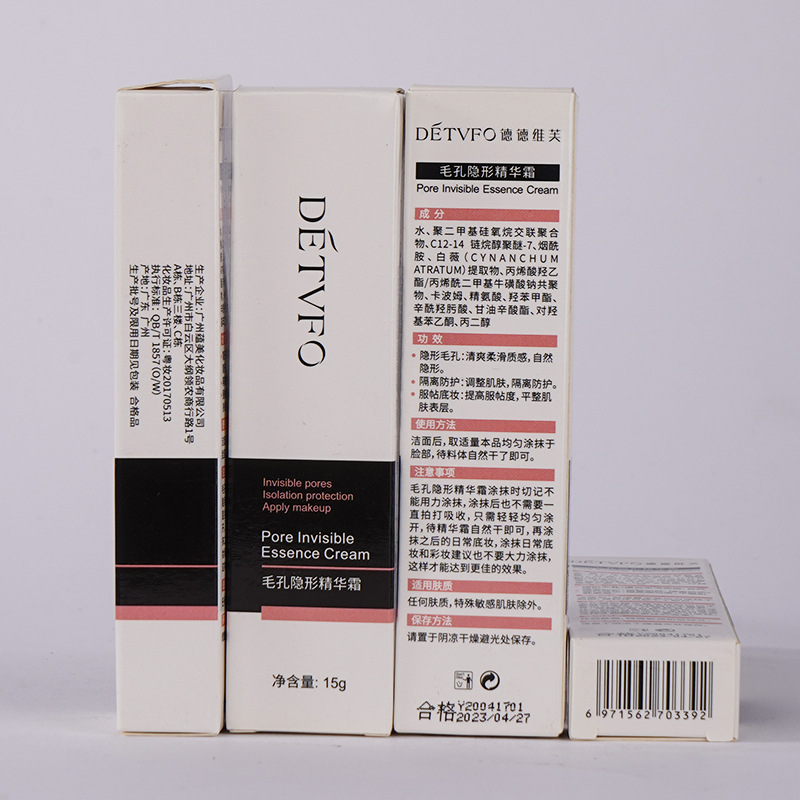 生产企业:广州蕴美化妆品有限公司
地址:广州市白云区大纲领农商行路1号
A栋、B栋三楼、C栋
化妆品生产许可证:粤妆20170513
执行标准:QB/T 1857(O/W)
产地:广东 广州
生产批号及限用日期见包装 合格品
DÉTVFO
Invisible pores
Isolation protection
Apply makeup
Pore Invisible
Essence Cream
毛孔隐形精华霜
净含量: 15g
DÉTVFO 德德维芙
毛孔隐形精华霜
Pore Invisible Essence Cream
成分
水、聚二甲基硅氧烷交联聚合
物、C12-14 链烷醇聚醚-7、烟酰
胺、白薇(CYNANCHUM
ATRATUM)提取物、丙烯酸羟乙
酯/丙烯酰二甲基牛磺酸钠共聚
物、卡波姆、精氨酸、羟苯甲酯、
辛酰羟肟酸、甘油辛酸酯、对羟
基苯乙酮、丙二醇
功效
• 隐形毛孔:清爽柔滑质感,自然
隐形。
• 隔离防护:调整肌肤,隔离防护。
• 服帖底妆:提高服帖度,平整肌
肤表层。
使用方法
洁面后,取适量本品均匀涂抹于
脸部,待料体自然干了即可。
注意事项
毛孔隐形精华霜涂抹时切记不
能用力涂抹,涂抹后也不需要一
直拍打吸收,只需轻轻均匀涂
开,待精华霜自然干即可,再涂
抹之后的日常底妆,涂抹日常底
妆和彩妆建议也不要大力涂抹,
这样才能达到更佳的效果。
适用肤质
任何肤质,特殊敏感肌肤除外。
保存方法
请置于阴凉干燥避光处保存。
合格Y20041701
2023/04/27
6 971562 703392